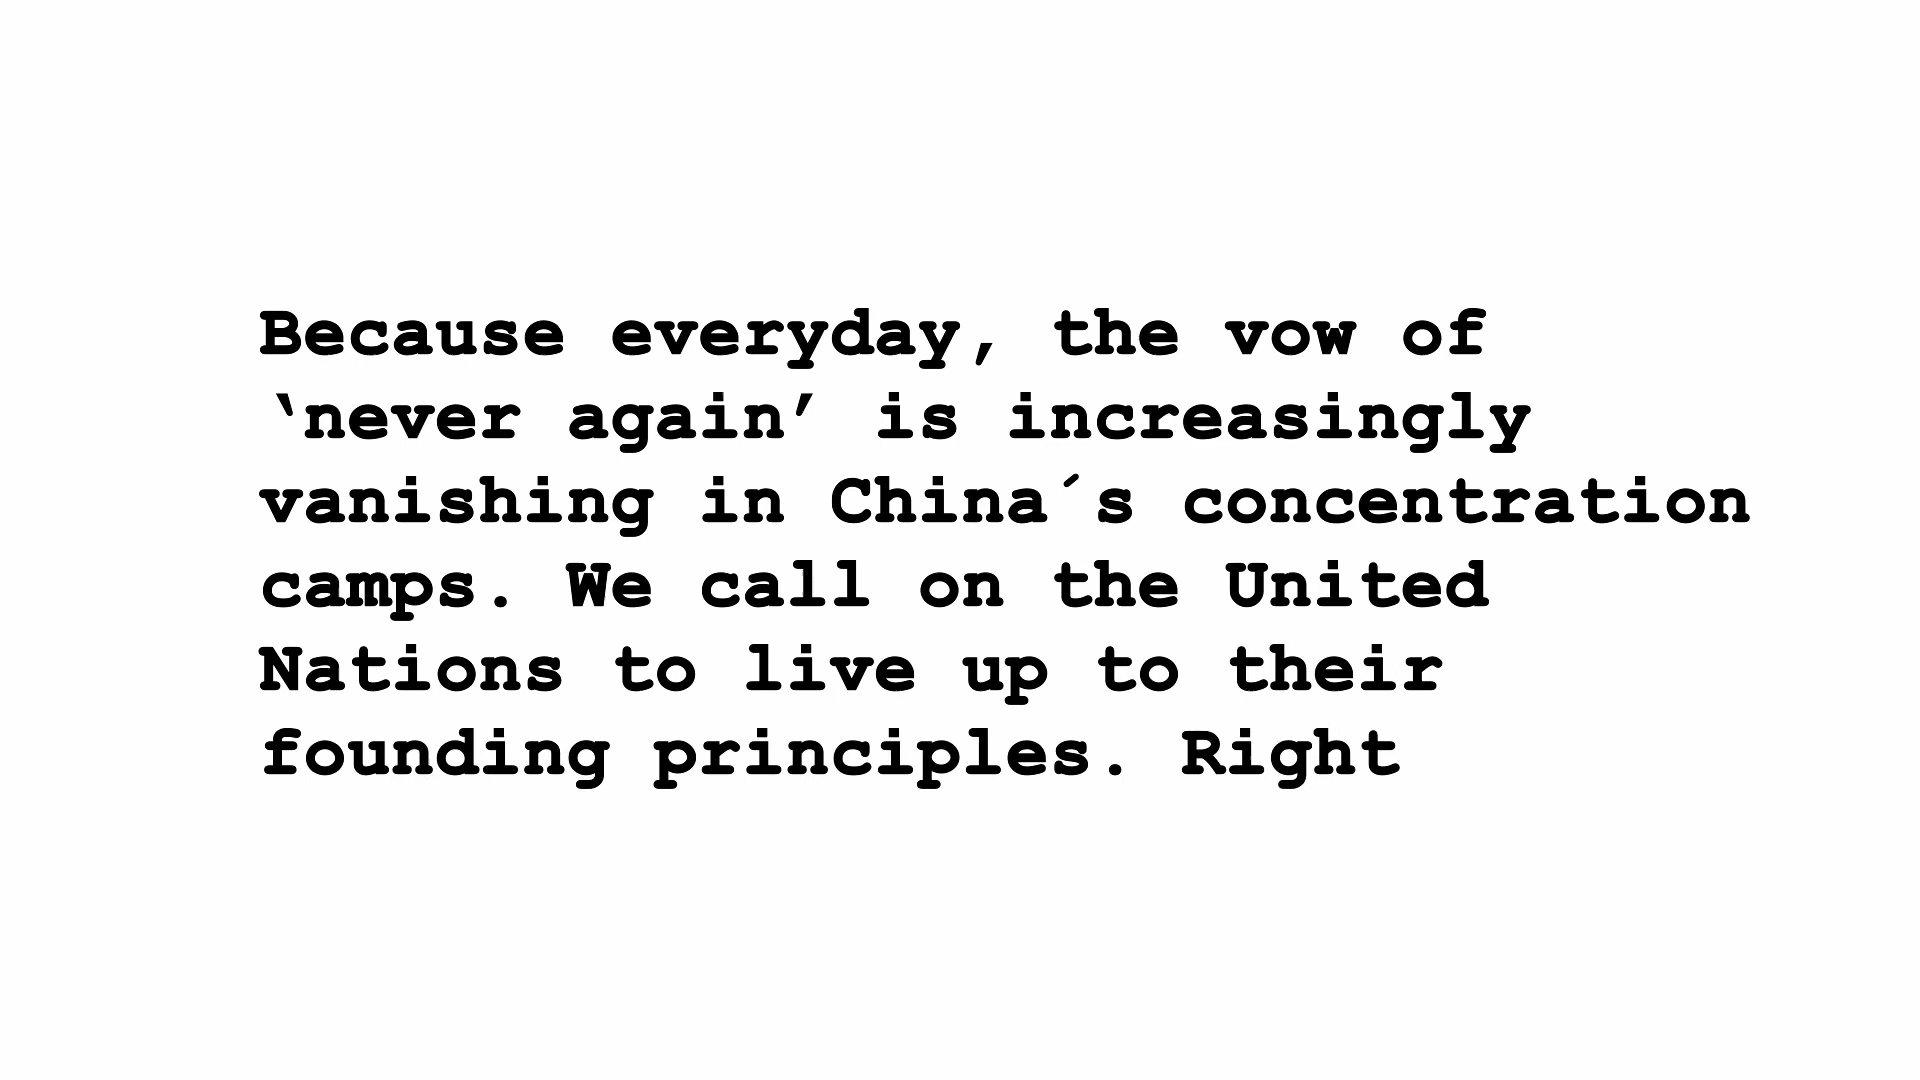 Because everyday, the vow of
‘never again’ is increasingly
vanishing in China´s concentration
camps. We call on the United
Nations to live up to their
founding principles. Right